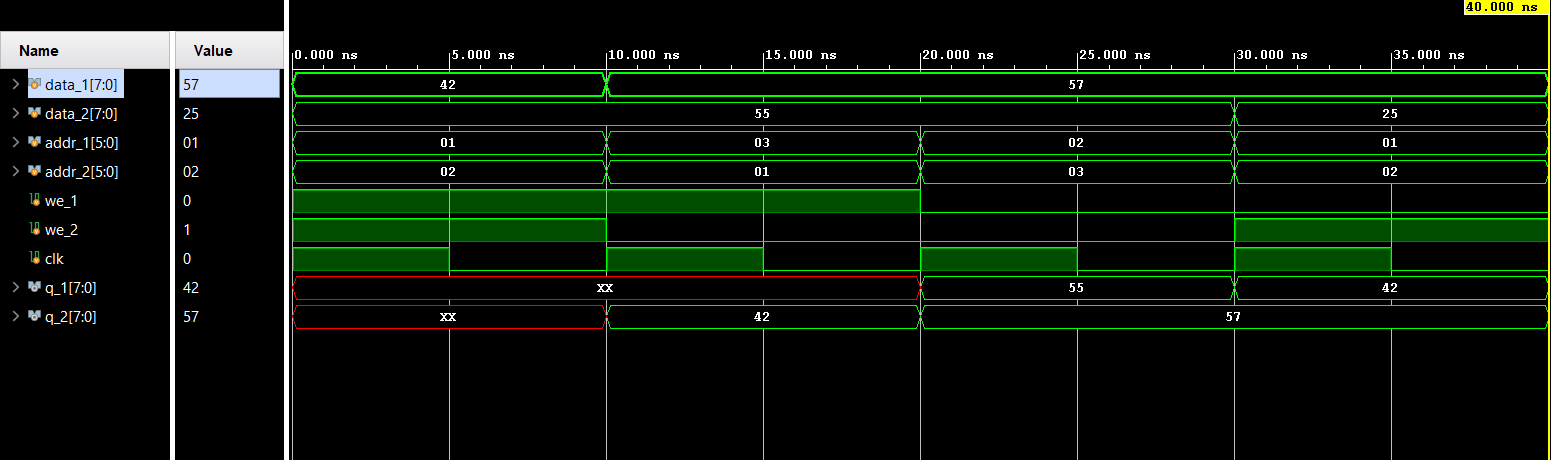 40.000 ns
Name Value
0.000 ns 5.000 ns 10.000 ns 15.000 ns 20.000 ns 25.000 ns 30.000 ns 35.000 ns
data_1[7:0] 57 42 57
data_2[7:0] 25 55 25
addr_1[5:0] 01 01 03 02 01
addr_2[5:0] 02 02 01 03 02
we_1 0
we_2 1
clk 0
q_1[7:0] 42 XX 55 42
q_2[7:0] 57 XX 42 57